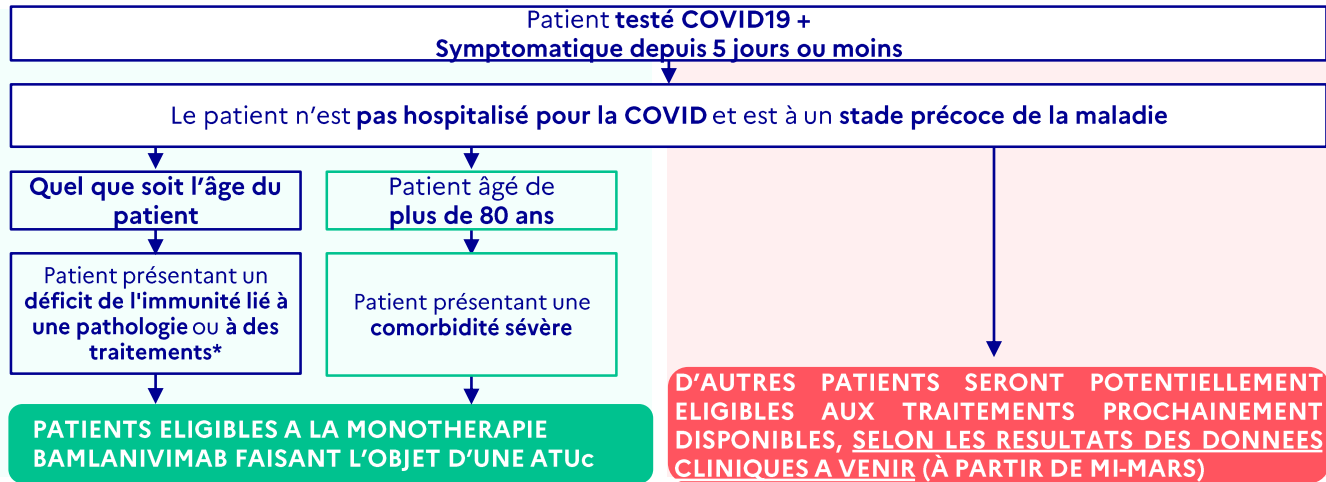 Patient testé COVID19 +
Symptomatique depuis 5 jours ou moins
Le patient n'est pas hospitalisé pour la COVID et est à un stade précoce de la maladie
Quel que soit l'âge du
patient
Patient âgé de
plus de 80 ans
Patient présentant un
déficit de l'immunité lié à
une pathologie ou à des
traitements*
Patient présentant une
comorbidité sévère
PATIENTS ELIGIBLES A LA MONOTHERAPIE
BAMLANIVIMAB FAISANT L'OBJET D'UNE ATUc
D'AUTRES PATIENTS SERONT POTENTIELLEMENT
ELIGIBLES AUX TRAITEMENTS PROCHAINEMENT
DISPONIBLES, SELON LES RESULTATS DES DONNEES
CLINIQUES A VENIR (À PARTIR DE MI-MARS)